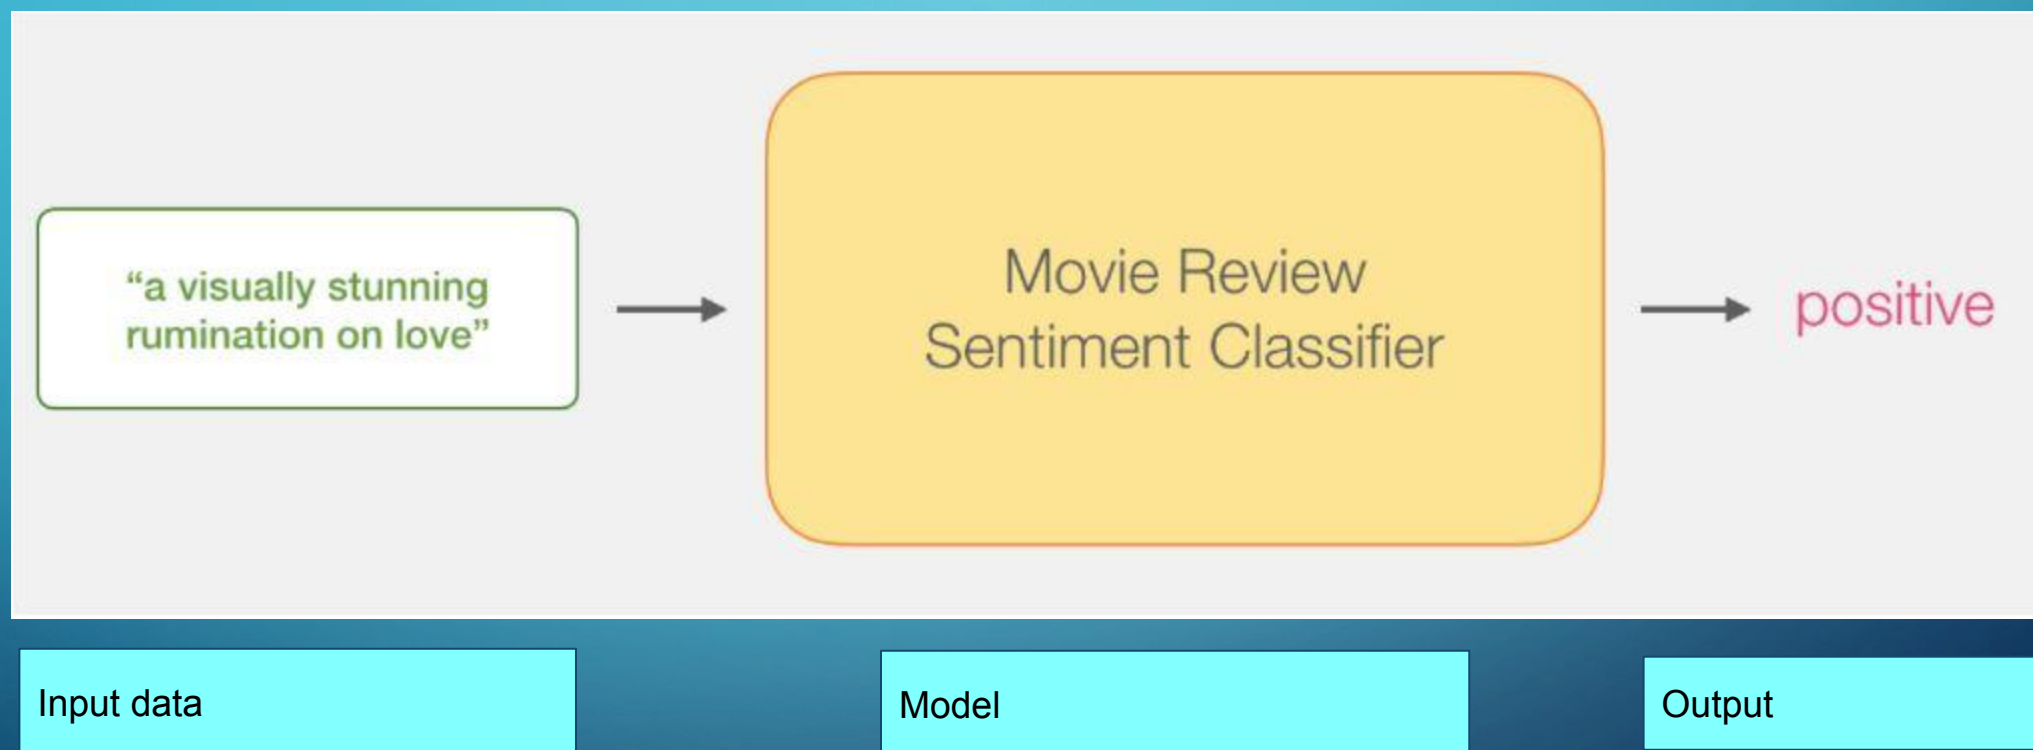 “a visually stunning
rumination on love”
Movie Review
Sentiment Classifier
positive
Input data
Model
Output